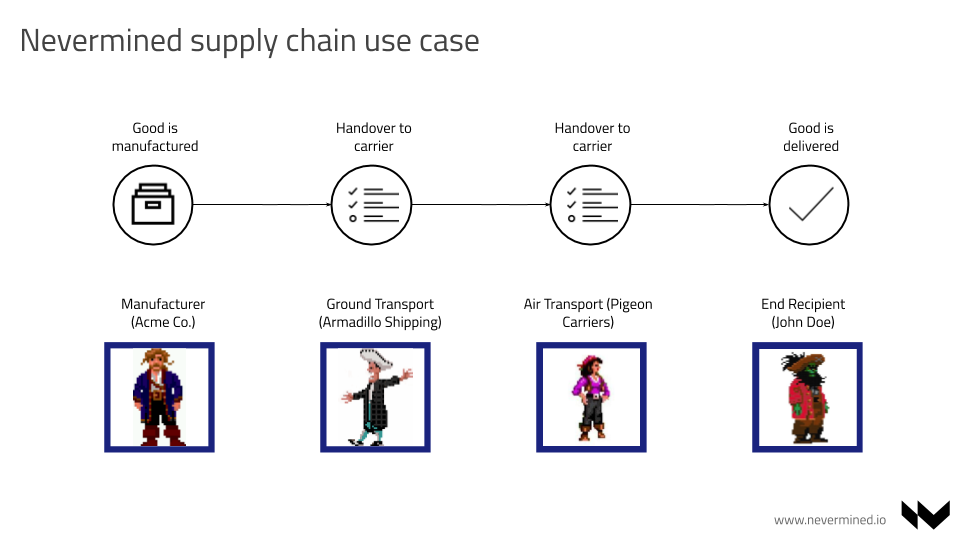 Nevermined supply chain use case
Good is
manufactured
Handover to
carrier
Handover to
carrier
Good is
delivered
Manufacturer
(Acme Co.)
Ground Transport
(Armadillo Shipping)
Air Transport (Pigeon
Carriers)
End Recipient
(John Doe)
www.nevermined.io